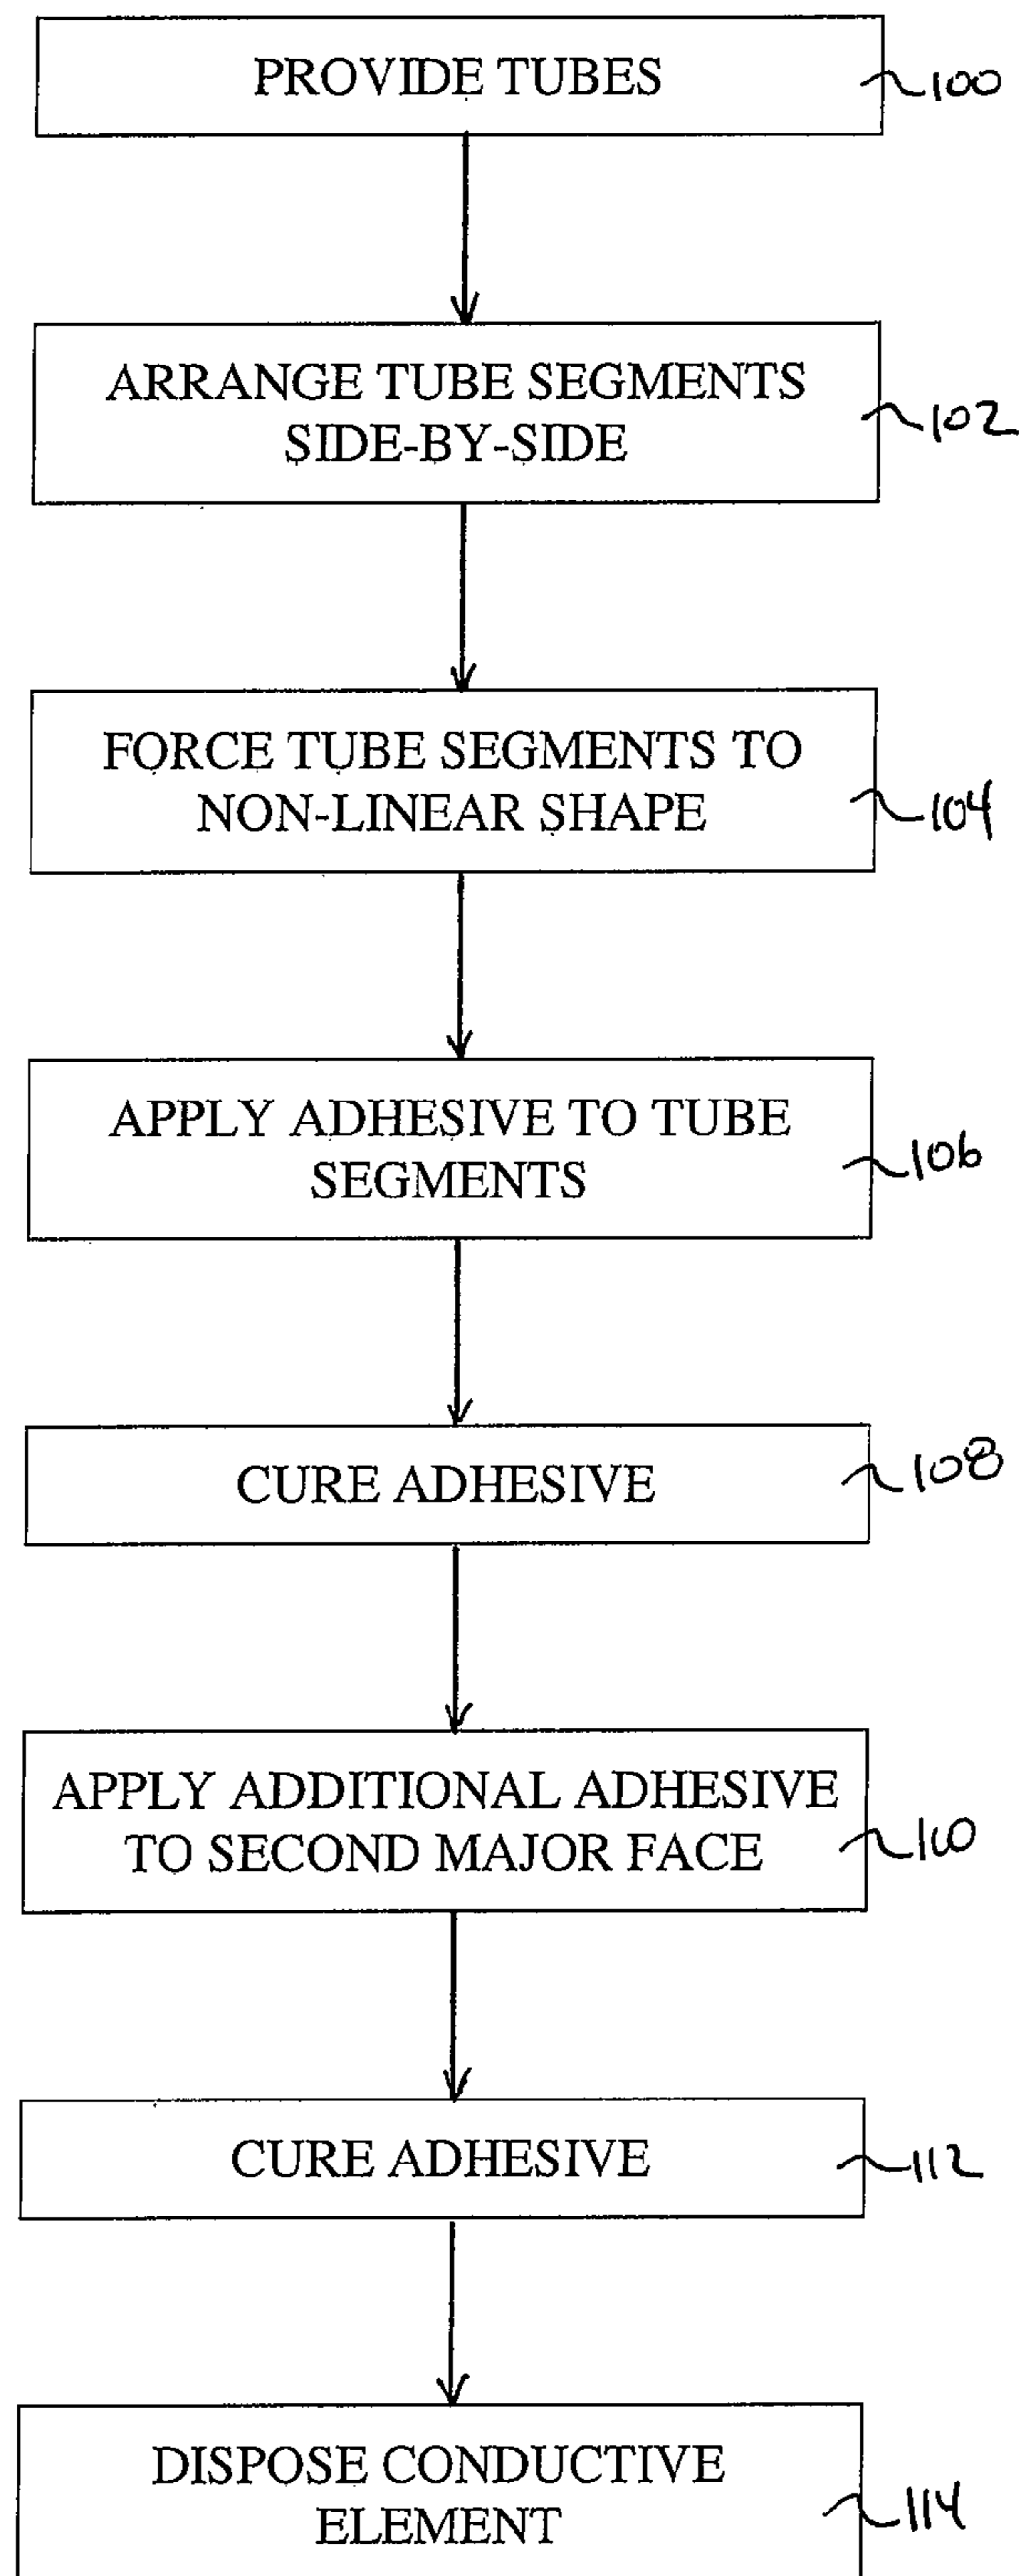 PROVIDE TUBES
100
ARRANGE TUBE SEGMENTS
SIDE-BY-SIDE
102
FORCE TUBE SEGMENTS TO
NON-LINEAR SHAPE
104
APPLY ADHESIVE TO TUBE
SEGMENTS
106
CURE ADHESIVE
108
APPLY ADDITIONAL ADHESIVE
TO SECOND MAJOR FACE
110
CURE ADHESIVE
112
DISPOSE CONDUCTIVE
ELEMENT
114